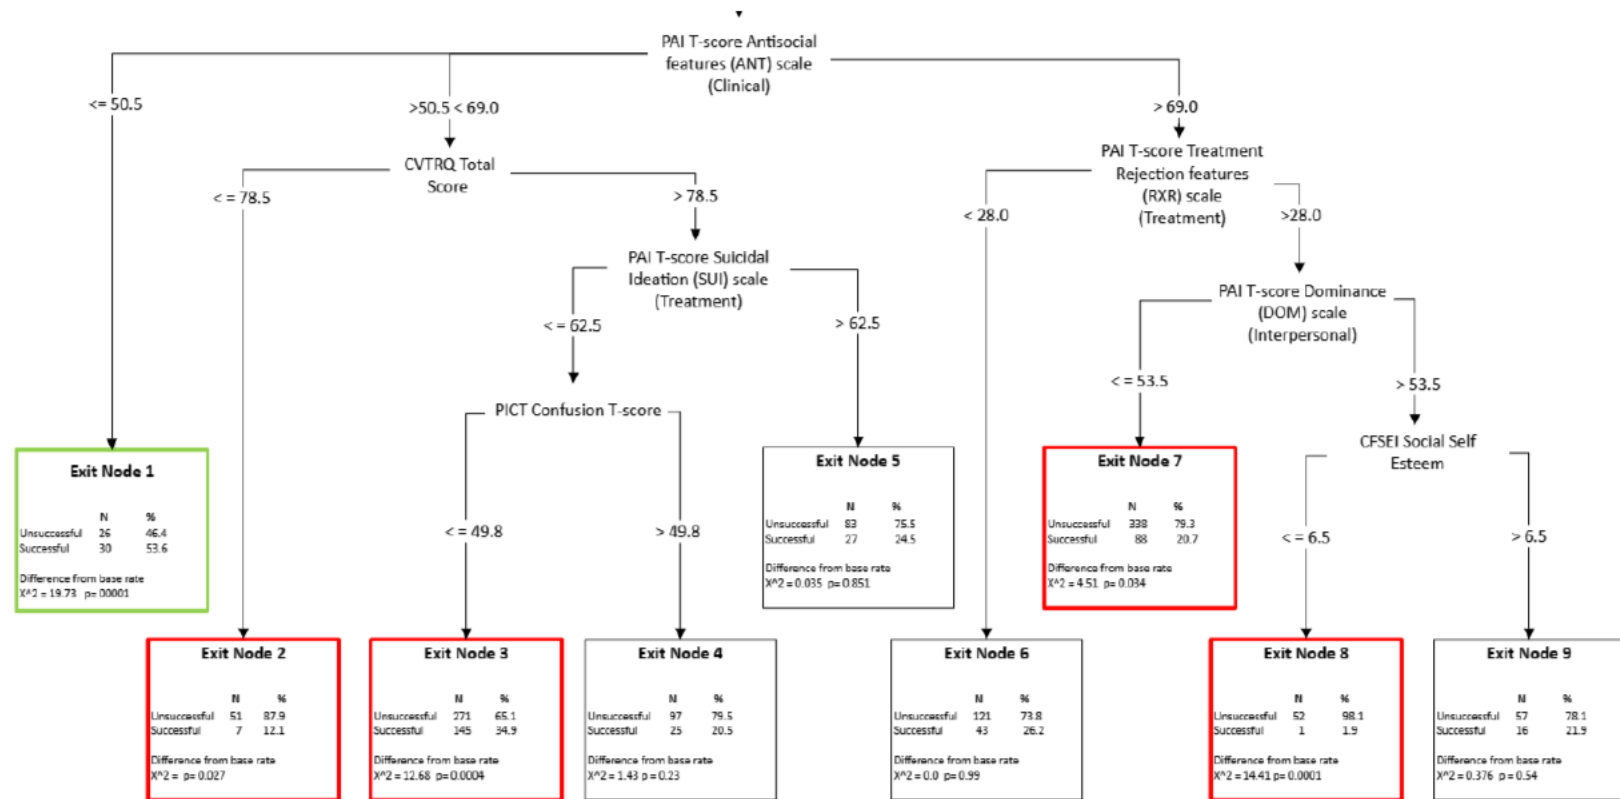 PAI T-score Antisocial
features (ANT) scale
(Clinical)
<= 50.5
>50.5 < 69.0
> 69.0
CVTRQ Total
Score
PAI T-score Treatment
Rejection features
(RXR) scale
(Treatment)
<= 78.5
> 78.5
< 28.0
>28.0
PAI T-score Suicidal
Ideation (SUI) scale
(Treatment)
PAI T-score Dominance
(DOM) scale
(Interpersonal)
<= 62.5
> 62.5
<= 53.5
> 53.5
PICT Confusion T-score
CFSEI Social Self
Esteem
<= 49.8
> 49.8
<= 6.5
> 6.5
Exit Node 1
N %
Unsuccessful 26 46.4
Successful 30 53.6
Difference from base rate
X^2 = 19.73 p= 00001
Exit Node 5
N %
Unsuccessful 83 75.5
Successful 27 24.5
Difference from base rate
X^2 = 0.035 p= 0.851
Exit Node 7
N %
Unsuccessful 338 79.3
Successful 88 20.7
Difference from base rate
X^2 = 4.51 p= 0.034
Exit Node 2
N %
Unsuccessful 51 87.9
Successful 7 12.1
Difference from base rate
X^2 = p= 0.027
Exit Node 3
N %
Unsuccessful 271 65.1
Successful 145 34.9
Difference from base rate
X^2 = 12.68 p=0.0004
Exit Node 4
N %
Unsuccessful 97 79.5
Successful 25 20.5
Difference from base rate
X^2 = 1.43 p = 0.23
Exit Node 6
N %
Unsuccessful 121 73.8
Successful 43 26.2
Difference from base rate
X^2 = 0.0 p = 0.99
Exit Node 8
N %
Unsuccessful 52 98.1
Successful 1 1.9
Difference from base rate
X^2 = 14.41 p= 0.0001
Exit Node 9
N %
Unsuccessful 57 78.1
Successful 16 21.9
Difference from base rate
X^2 = 0.376 p= 0.54